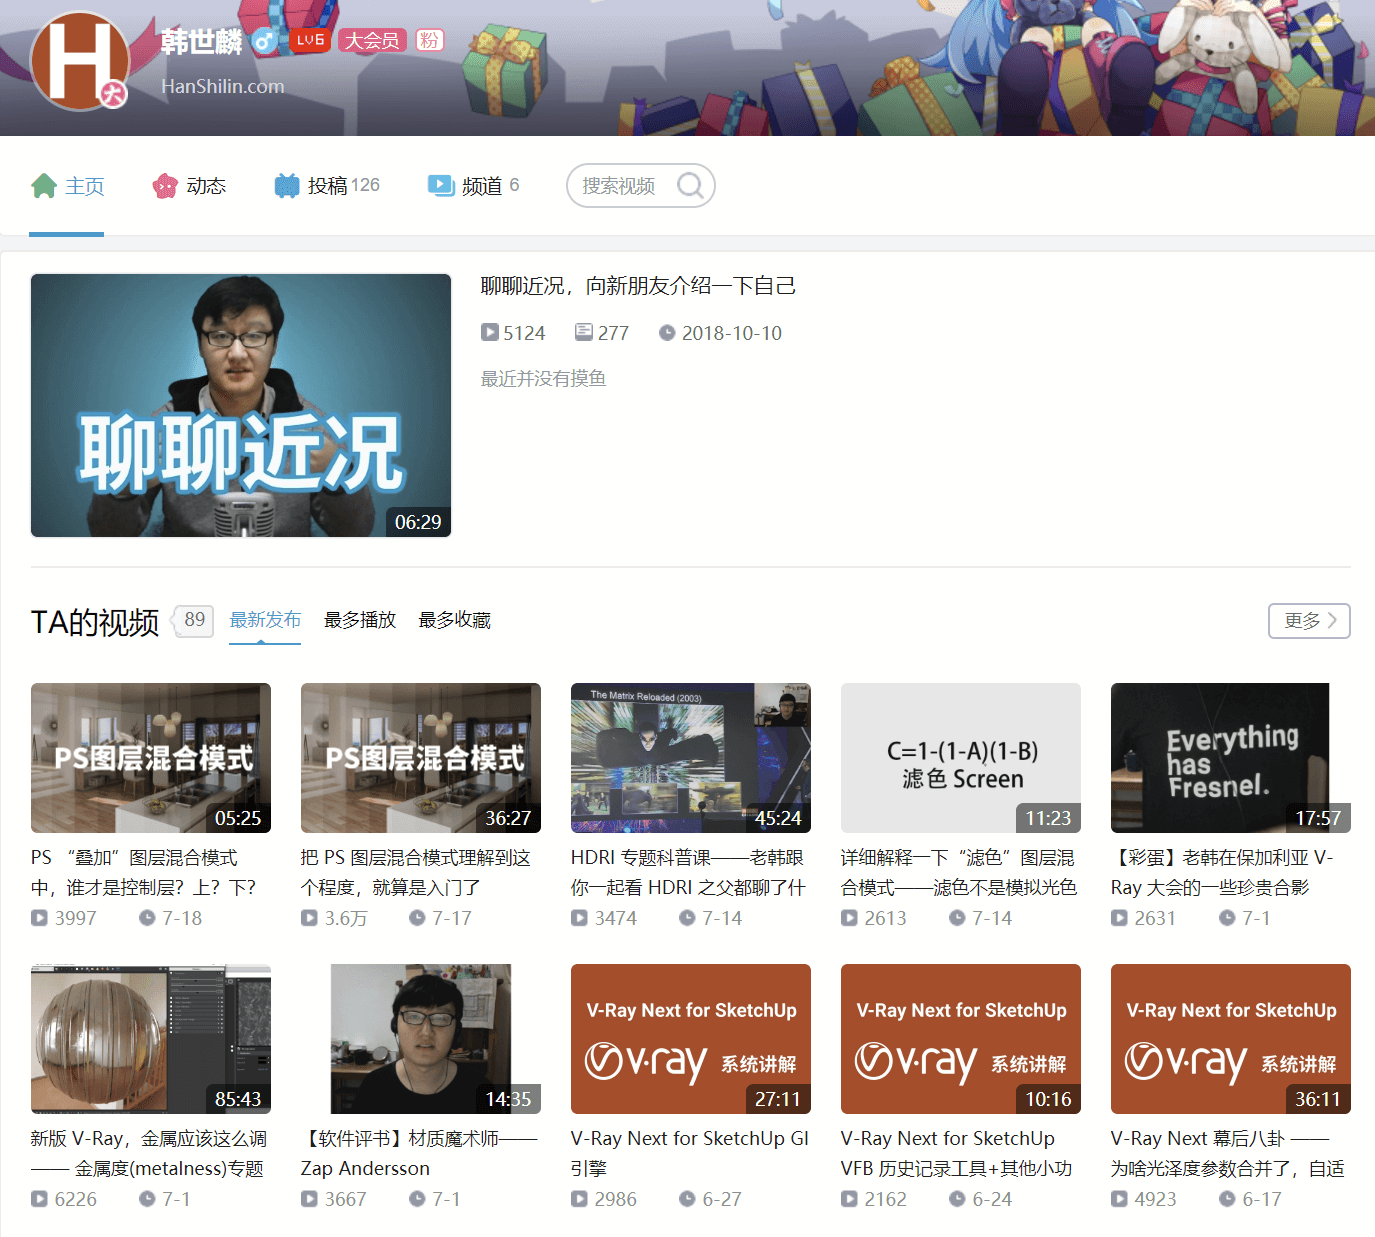 H
大
韩世麟
LV6
大会员
粉
HanShilin.com
主页
动态
投稿 126
频道 6
搜索视频
聊聊近况
06:29
聊聊近况，向新朋友介绍一下自己
5124
277
2018-10-10
最近并没有摸鱼
TA的视频
89
最新发布
最多播放
最多收藏
更多
PS图层混合模式
05:25
PS “叠加”图层混合模式
中，谁才是控制层？上？下？
3997
7-18
PS图层混合模式
36:27
把 PS 图层混合模式理解到这
个程度，就算是入门了
3.6万
7-17
The Matrix Reloaded (2003)
45:24
HDRI 专题科普课——老韩跟
你一起看 HDRI 之父都聊了什
3474
7-14
C=1-(1-A)(1-B)
滤色 Screen
11:23
详细解释一下“滤色”图层混
合模式——滤色不是模拟光色
2613
7-14
Everything
has
Fresnel.
17:57
【彩蛋】老韩在保加利亚 V-
Ray 大会的一些珍贵合影
2631
7-1
85:43
新版 V-Ray，金属应该这么调
—— 金属度(metalness)专题
6226
7-1
14:35
【软件评书】材质魔术师——
Zap Andersson
3667
7-1
V-Ray Next for SketchUp
v·ray 系统讲解
27:11
V-Ray Next for SketchUp GI
引擎
2986
6-27
V-Ray Next for SketchUp
v·ray 系统讲解
10:16
V-Ray Next for SketchUp
VFB 历史记录工具+其他小功
2162
6-24
V-Ray Next for SketchUp
v·ray 系统讲解
36:11
V-Ray Next 幕后八卦 ——
为啥光泽度参数合并了，自适
4923
6-17